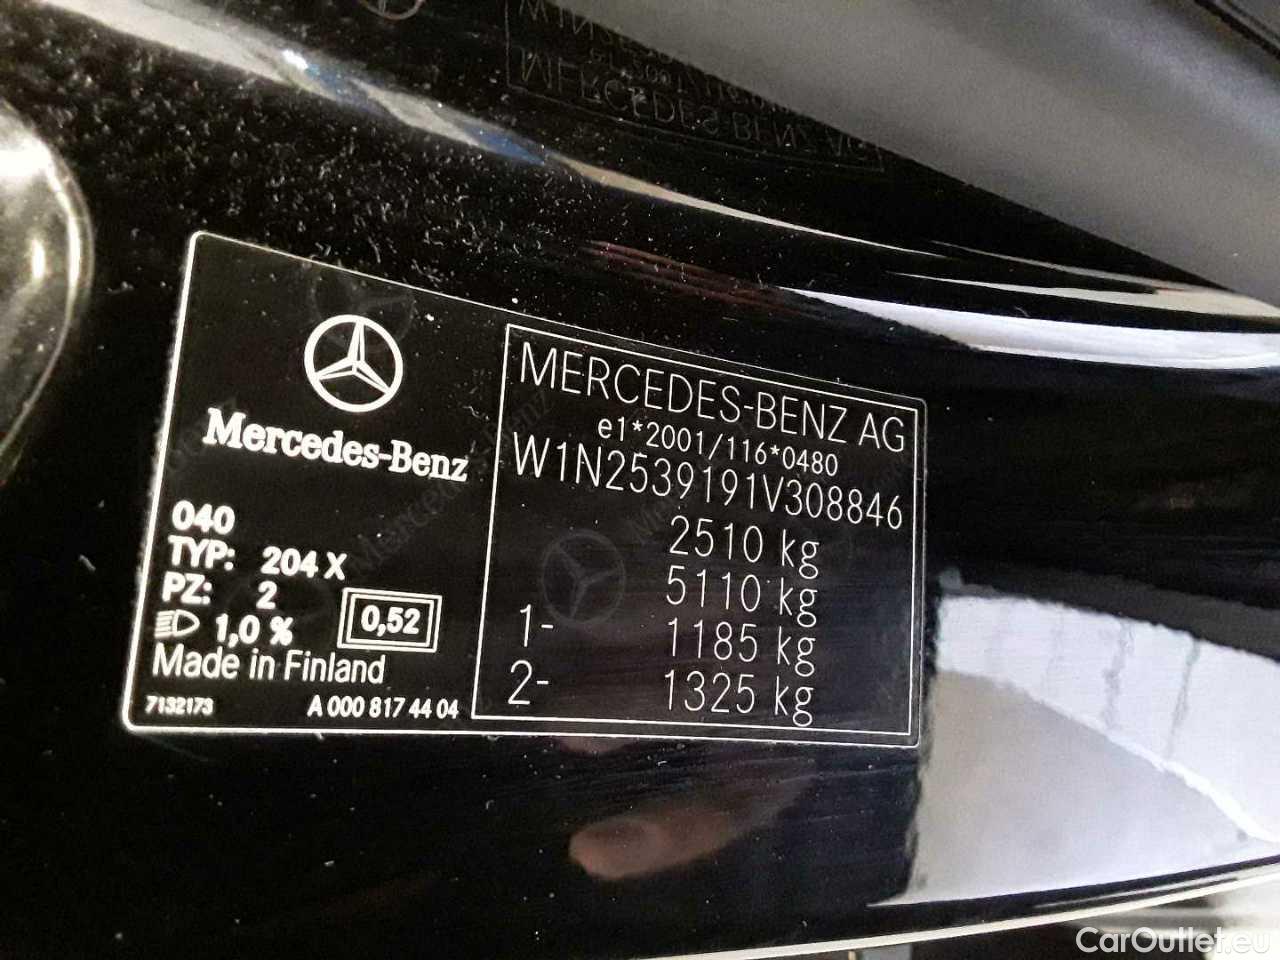 Mercedes-Benz
040
TYP: 204 X
PZ: 2
1,0 %
0,52
Made in Finland
7132173 A 000 817 44 04
MERCEDES-BENZ AG
e1*2001/116*0480
W1N2539191V308846
2510 kg
5110 kg
1- 1185 kg
2- 1325 kg
CarOutlet.eu